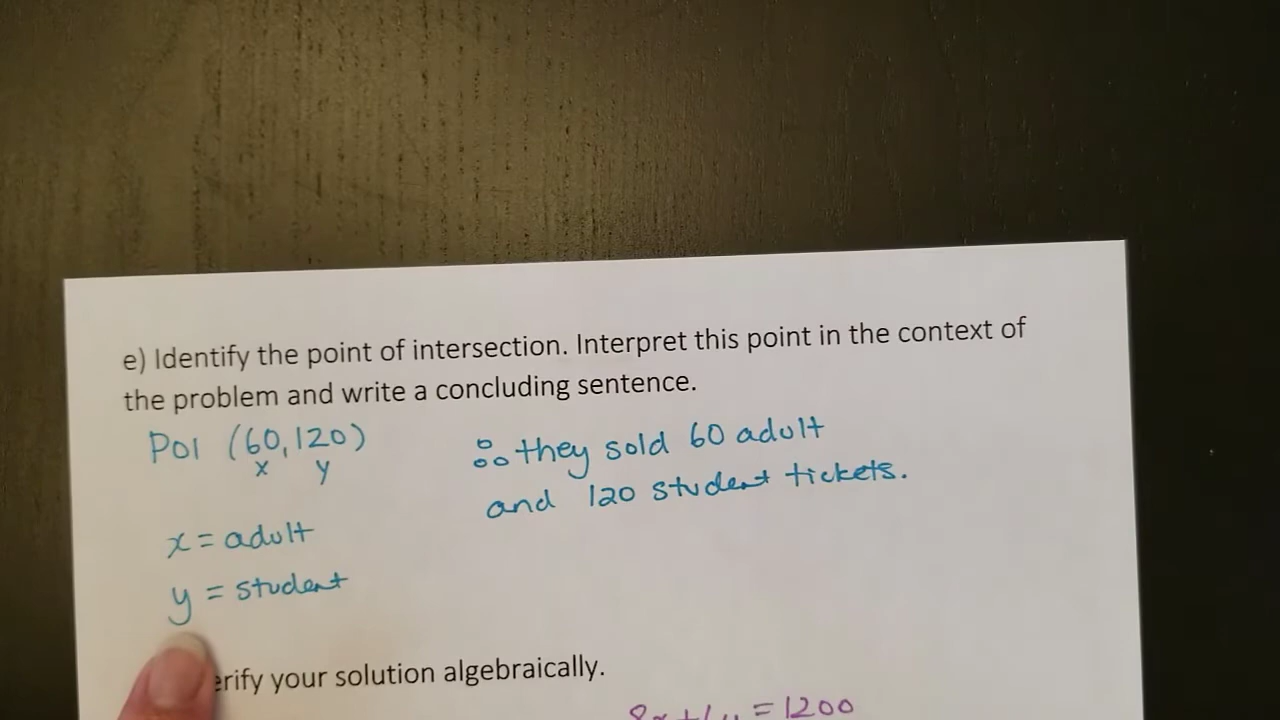 e) Identify the point of intersection. Interpret this point in the context of
the problem and write a concluding sentence.
POI (60,120)
x y
∴ they sold 60 adult
and 120 student tickets.
x = adult
y = student
erify your solution algebraically.
= 1200